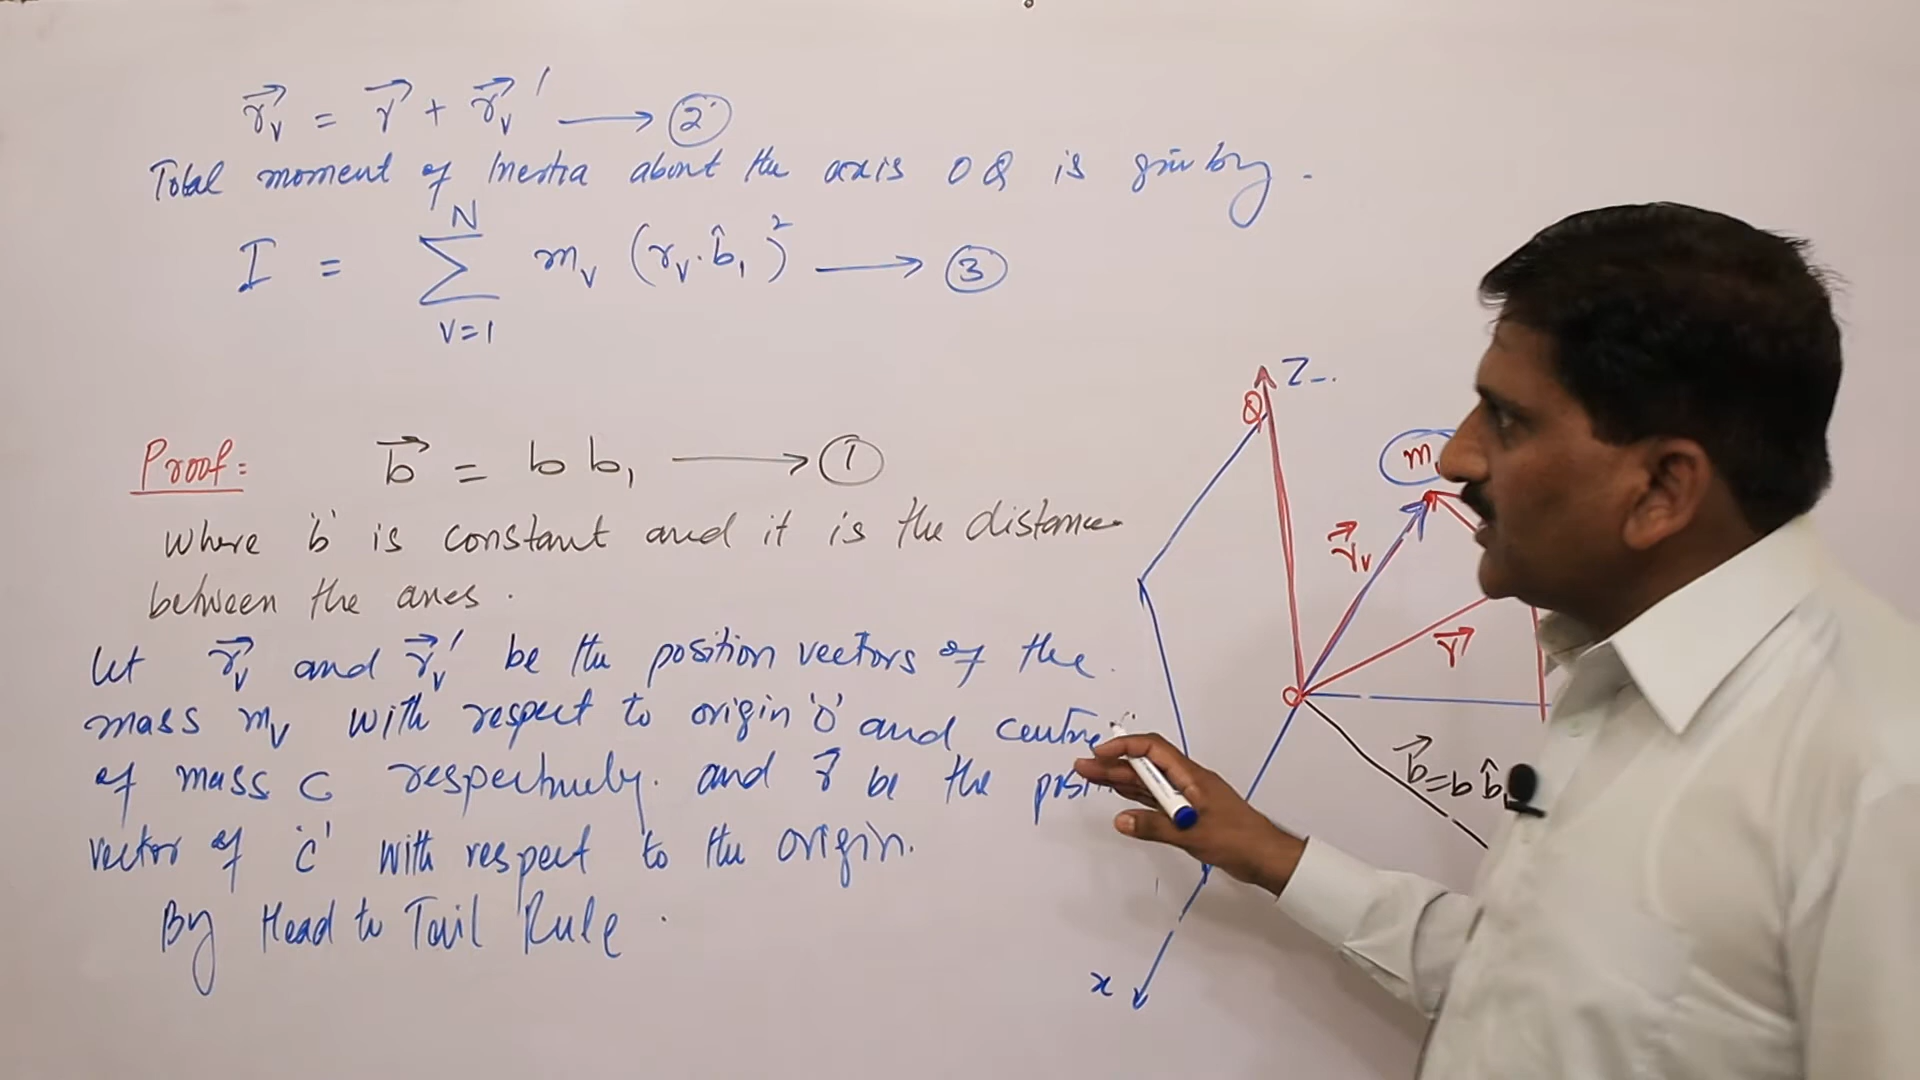 r⃗ᵥ = r⃗ + r⃗ᵥ′ ⟶ ②
Total moment of Inertia about the axis OQ is given by.
N
I = ∑ mᵥ (rᵥ·b̂₁)² ⟶ ③
v=1
Proof:
b⃗ = b b₁ ⟶ ①
where 'b' is constant and it is the distance
between the axes.
let r⃗ᵥ and r⃗ᵥ′ be the position vectors of the
mass mᵥ with respect to origin 'O' and centre
of mass C respectively. and r⃗ be the
vector of 'C' with respect to the origin.
By Head to Tail Rule.
Z
Q
m
r⃗ᵥ
r⃗
O
b⃗=b b̂
x